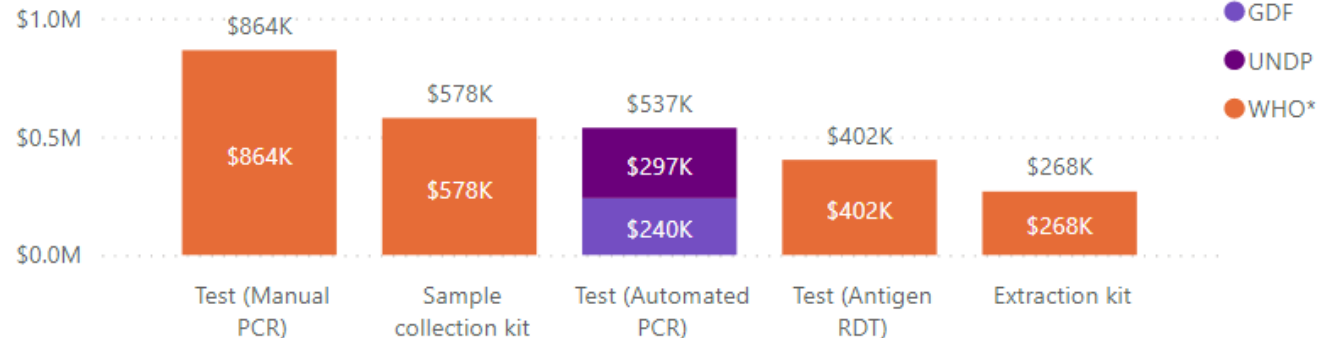 $1.0M
$0.5M
$0.0M
$864K
$864K
$578K
$578K
$537K
$297K
$240K
$402K
$402K
$268K
$268K
Test (Manual
PCR)
Sample
collection kit
Test (Automated
PCR)
Test (Antigen
RDT)
Extraction kit
GDF
UNDP
WHO*